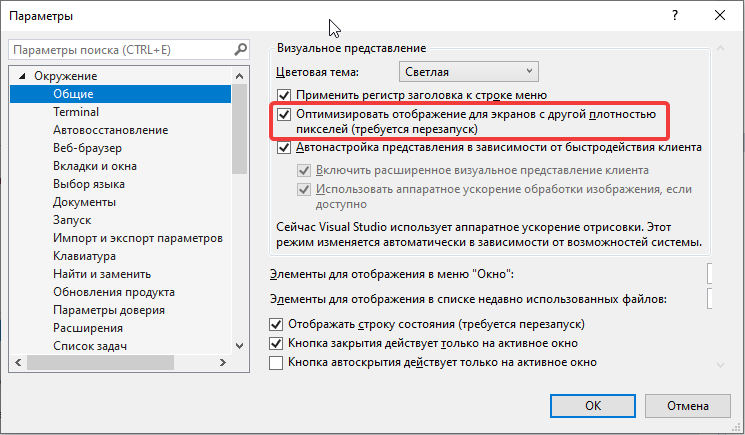 Параметры
Параметры поиска (CTRL+E)
Окружение
Общие
Terminal
Автовосстановление
Веб-браузер
Вкладки и окна
Выбор языка
Документы
Запуск
Импорт и экспорт параметров
Клавиатура
Найти и заменить
Обновления продукта
Параметры доверия
Расширения
Список задач
Визуальное представление
Цветовая тема:
Светлая
Применить регистр заголовка к строке меню
Оптимизировать отображение для экранов с другой плотностью
пикселей (требуется перезапуск)
Автонастройка представления в зависимости от быстродействия клиента
Включить расширенное визуальное представление клиента
Использовать аппаратное ускорение обработки изображения, если
доступно
Сейчас Visual Studio использует аппаратное ускорение отрисовки. Этот
режим изменяется автоматически в зависимости от возможностей системы.
Элементы для отображения в меню "Окно":
Элементы для отображения в списке недавно использованных файлов:
Отображать строку состояния (требуется перезапуск)
Кнопка закрытия действует только на активное окно
Кнопка автоскрытия действует только на активное окно
ОК
Отмена